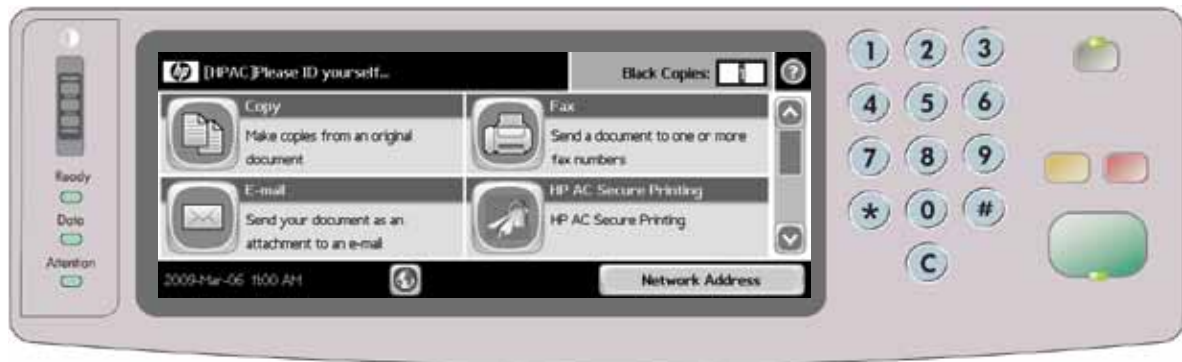 hp [HPAC]Please ID yourself... Black Copies: 1 ?
Copy
Make copies from an original
document
Fax
Send a document to one or more
fax numbers
E-mail
Send your document as an
attachment to an e-mail
HP AC Secure Printing
HP AC Secure Printing
2009-Mar-06 11:00 AM
Network Address
Ready
Data
Attention
1 2 3
4 5 6
7 8 9
* 0 #
C